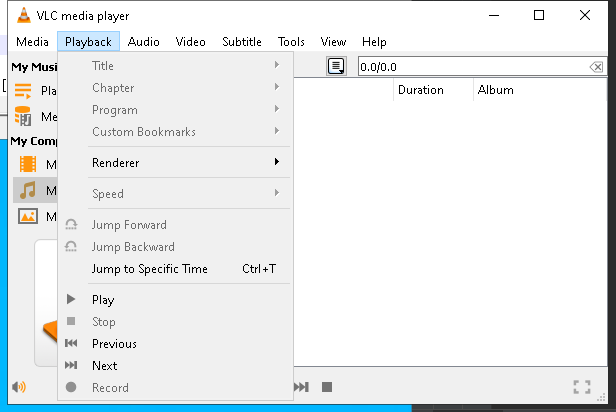 VLC media player
Media Playback Audio Video Subtitle Tools View Help
My Musi
Title
0.0/0.0
Pla
Chapter
Duration
Album
Me
Program
Custom Bookmarks
My Comp
Renderer
M
M
Speed
M
Jump Forward
Jump Backward
Jump to Specific Time Ctrl+T
Play
Stop
Previous
Next
Record